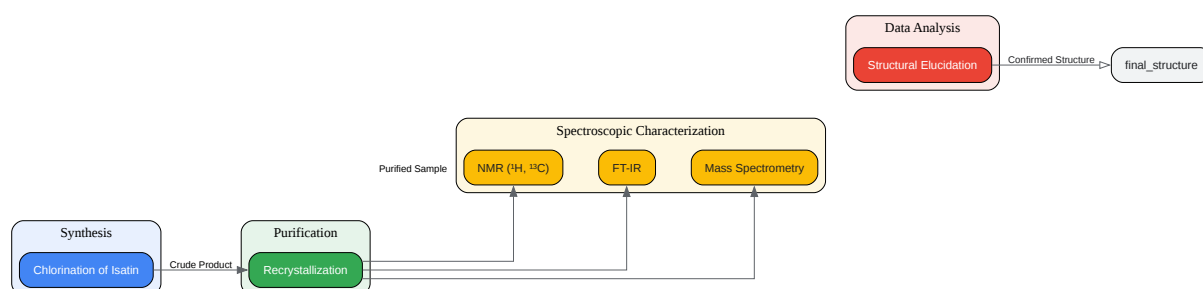 Data Analysis
Structural Elucidation
Confirmed Structure
final_structure
Spectroscopic Characterization
Purified Sample
NMR (¹H, ¹³C)
FT-IR
Mass Spectrometry
Synthesis
Purification
Chlorination of Isatin
Crude Product
Recrystallization